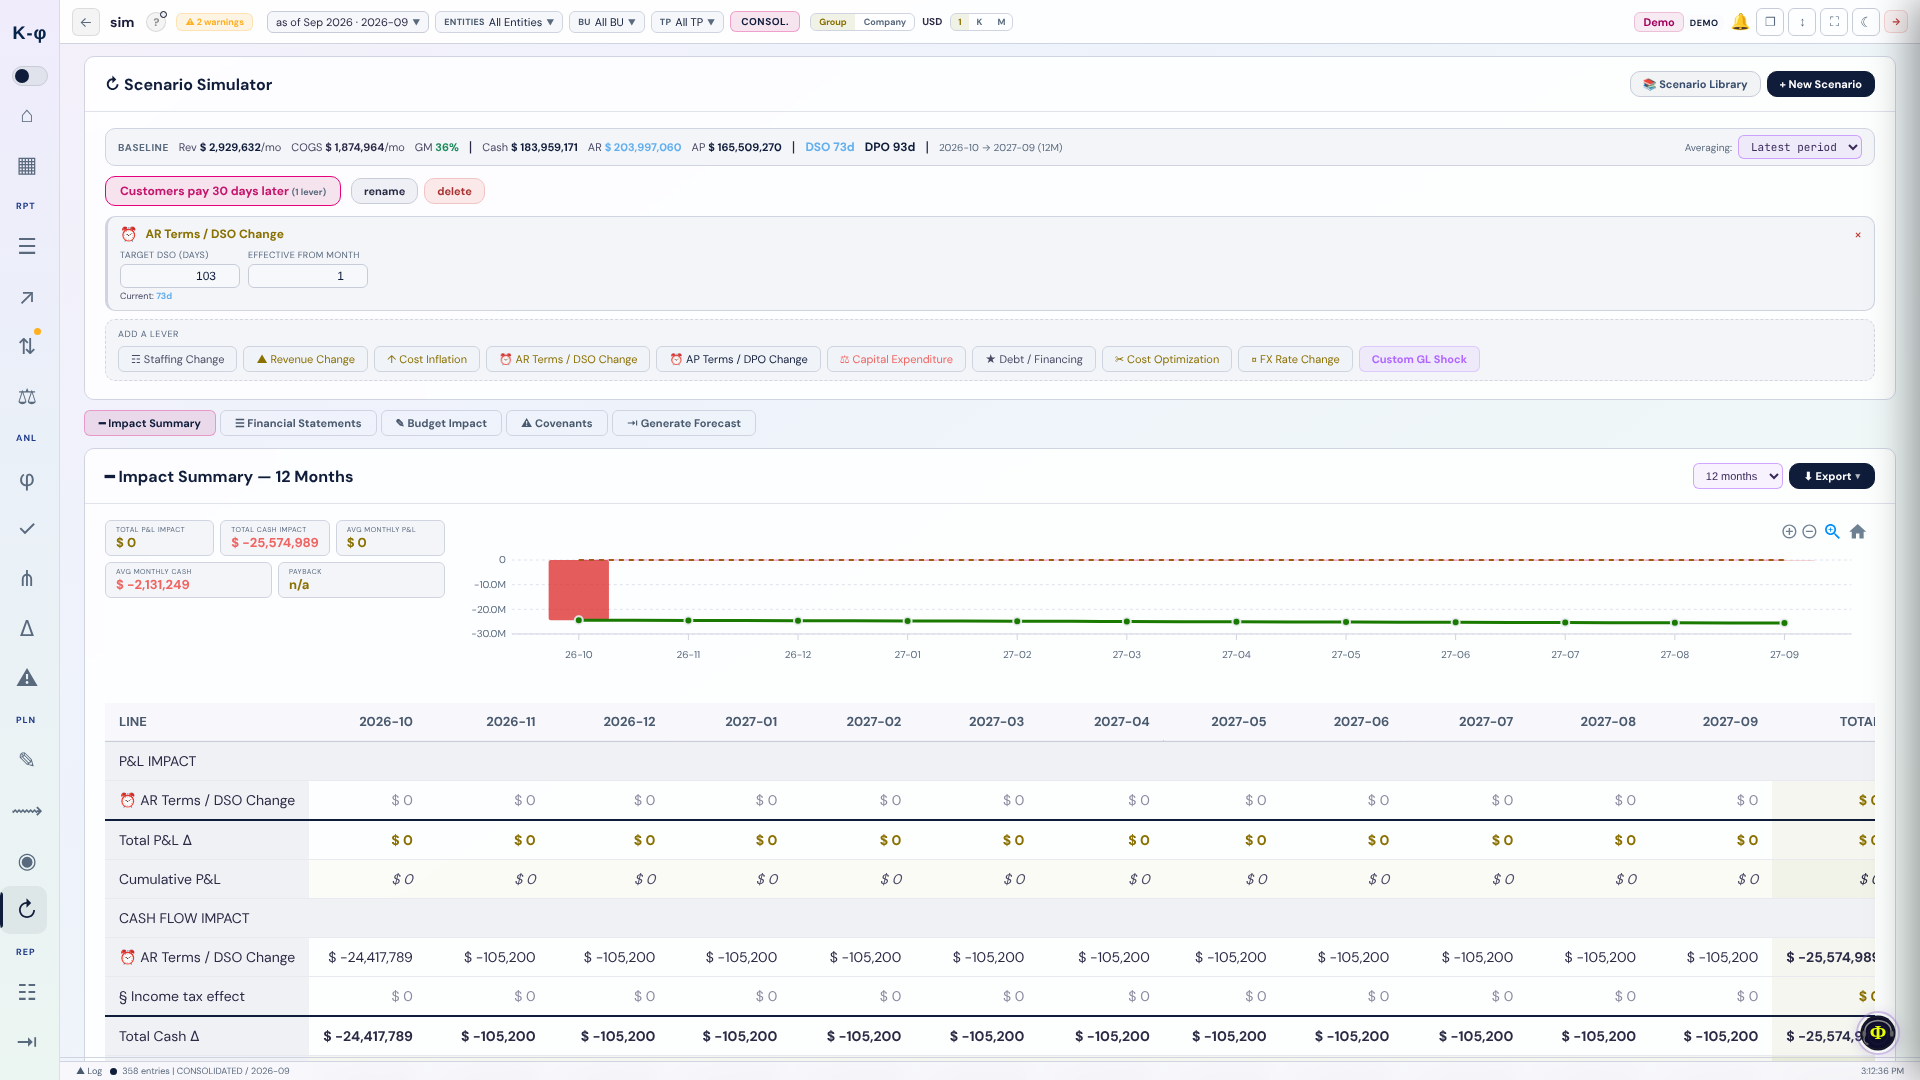 K-φ
RPT
ANL
PLN
REP
← sim ? ⚠ 2 warnings as of Sep 2026 · 2026-09 ▼ ENTITIES All Entities ▼ BU All BU ▼ TP All TP ▼ CONSOL. Group Company USD 1 K M Demo DEMO
↻ Scenario Simulator
Scenario Library
+ New Scenario
BASELINE Rev $ 2,929,632/mo COGS $ 1,874,964/mo GM 36% | Cash $ 183,959,171 AR $ 203,997,060 AP $ 165,509,270 | DSO 73d DPO 93d | 2026-10 → 2027-09 (12M) Averaging: Latest period
Customers pay 30 days later (1 lever) rename delete
⏰ AR Terms / DSO Change ×
TARGET DSO (DAYS) EFFECTIVE FROM MONTH
103 1
Current: 73d
ADD A LEVER
☶ Staffing Change ▲ Revenue Change ↑ Cost Inflation ⏰ AR Terms / DSO Change ⏰ AP Terms / DPO Change ⚖ Capital Expenditure ★ Debt / Financing ✂ Cost Optimization ¤ FX Rate Change Custom GL Shock
━ Impact Summary ☰ Financial Statements ✎ Budget Impact ⚠ Covenants ⇥ Generate Forecast
━ Impact Summary — 12 Months
12 months
⬇ Export ▾
TOTAL P&L IMPACT
$ 0
TOTAL CASH IMPACT
$ -25,574,989
AVG MONTHLY P&L
$ 0
AVG MONTHLY CASH
$ -2,131,249
PAYBACK
n/a
0
-10.0M
-20.0M
-30.0M
26-10 26-11 26-12 27-01 27-02 27-03 27-04 27-05 27-06 27-07 27-08 27-09
LINE 2026-10 2026-11 2026-12 2027-01 2027-02 2027-03 2027-04 2027-05 2027-06 2027-07 2027-08 2027-09 TOTAL
P&L IMPACT
⏰ AR Terms / DSO Change $ 0 $ 0 $ 0 $ 0 $ 0 $ 0 $ 0 $ 0 $ 0 $ 0 $ 0 $ 0 $ 0
Total P&L Δ $ 0 $ 0 $ 0 $ 0 $ 0 $ 0 $ 0 $ 0 $ 0 $ 0 $ 0 $ 0 $ 0
Cumulative P&L $ 0 $ 0 $ 0 $ 0 $ 0 $ 0 $ 0 $ 0 $ 0 $ 0 $ 0 $ 0 $ 0
CASH FLOW IMPACT
⏰ AR Terms / DSO Change $ -24,417,789 $ -105,200 $ -105,200 $ -105,200 $ -105,200 $ -105,200 $ -105,200 $ -105,200 $ -105,200 $ -105,200 $ -105,200 $ -105,200 $ -25,574,989
§ Income tax effect $ 0 $ 0 $ 0 $ 0 $ 0 $ 0 $ 0 $ 0 $ 0 $ 0 $ 0 $ 0 $ 0
Total Cash Δ $ -24,417,789 $ -105,200 $ -105,200 $ -105,200 $ -105,200 $ -105,200 $ -105,200 $ -105,200 $ -105,200 $ -105,200 $ -105,200 $ -105,200 $ -25,574,9
Φ
▲ Log ● 358 entries | CONSOLIDATED / 2026-09 3:12:36 PM